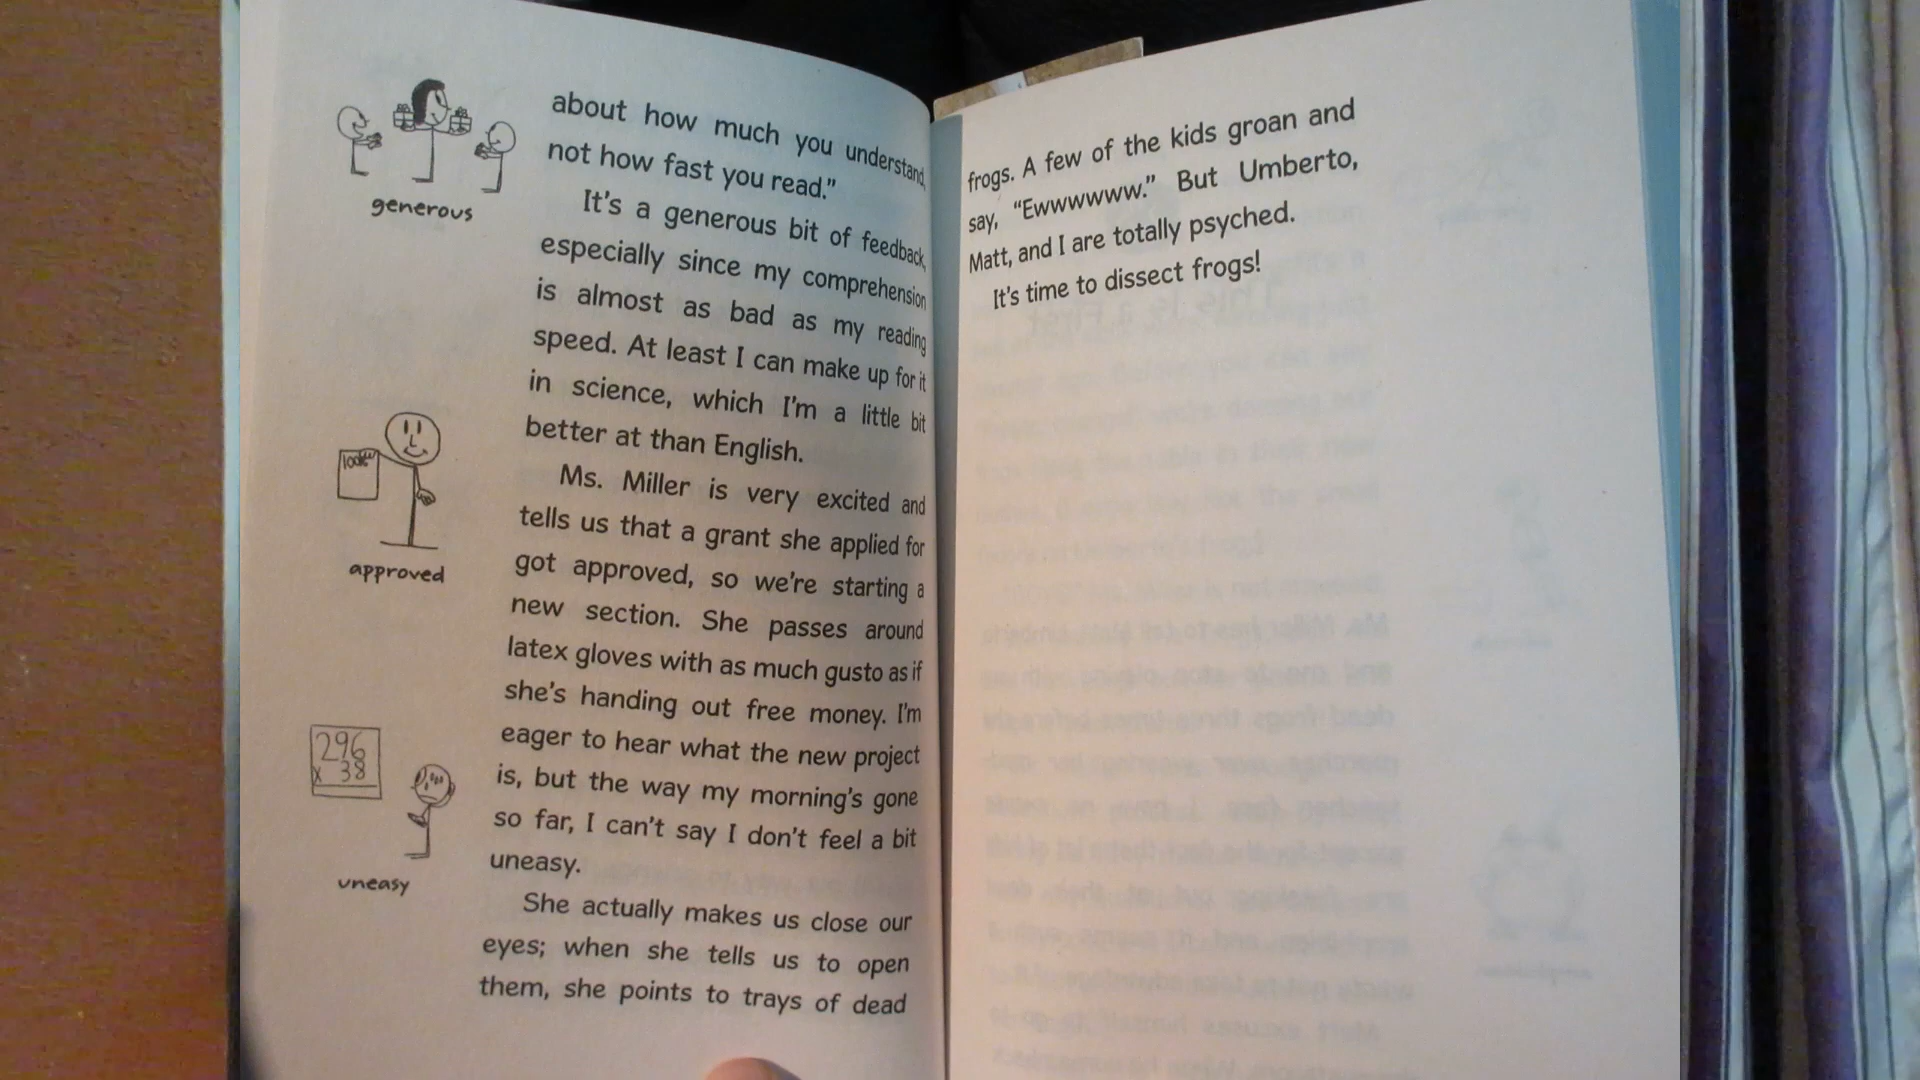 generous
approved
uneasy
100%
296
x 38
about how much you understand,
not how fast you read."
It's a generous bit of feedback,
especially since my comprehension
is almost as bad as my reading
speed. At least I can make up for it
in science, which I'm a little bit
better at than English.
Ms. Miller is very excited and
tells us that a grant she applied for
got approved, so we're starting a
new section. She passes around
latex gloves with as much gusto as if
she's handing out free money. I'm
eager to hear what the new project
is, but the way my morning's gone
so far, I can't say I don't feel a bit
uneasy.
She actually makes us close our
eyes; when she tells us to open
them, she points to trays of dead
frogs. A few of the kids groan and
say, “Ewwwwww.” But Umberto,
Matt, and I are totally psyched.
It's time to dissect frogs!